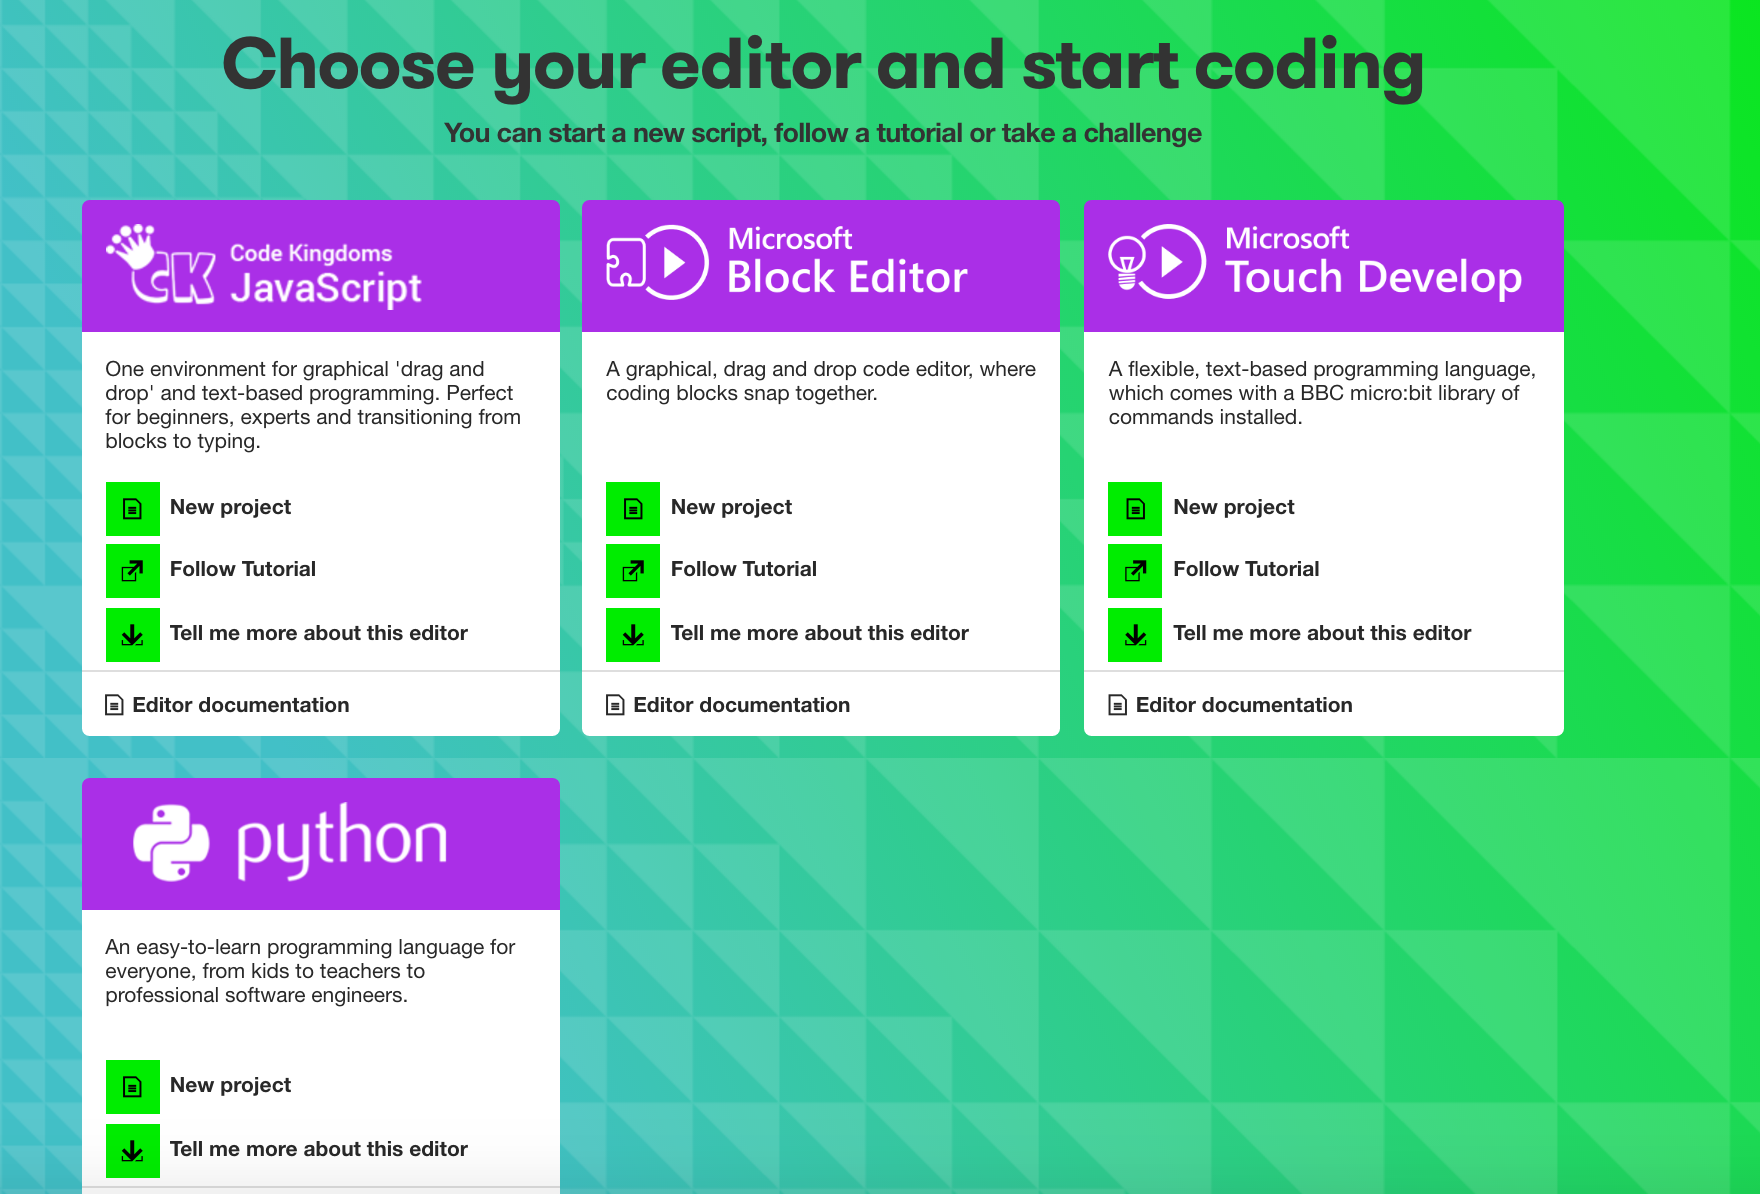 Choose your editor and start coding
You can start a new script, follow a tutorial or take a challenge
CK
Code Kingdoms
JavaScript
One environment for graphical 'drag and
drop' and text-based programming. Perfect
for beginners, experts and transitioning from
blocks to typing.
New project
Follow Tutorial
Tell me more about this editor
Editor documentation
Microsoft
Block Editor
A graphical, drag and drop code editor, where
coding blocks snap together.
New project
Follow Tutorial
Tell me more about this editor
Editor documentation
Microsoft
Touch Develop
A flexible, text-based programming language,
which comes with a BBC micro:bit library of
commands installed.
New project
Follow Tutorial
Tell me more about this editor
Editor documentation
python
An easy-to-learn programming language for
everyone, from kids to teachers to
professional software engineers.
New project
Tell me more about this editor